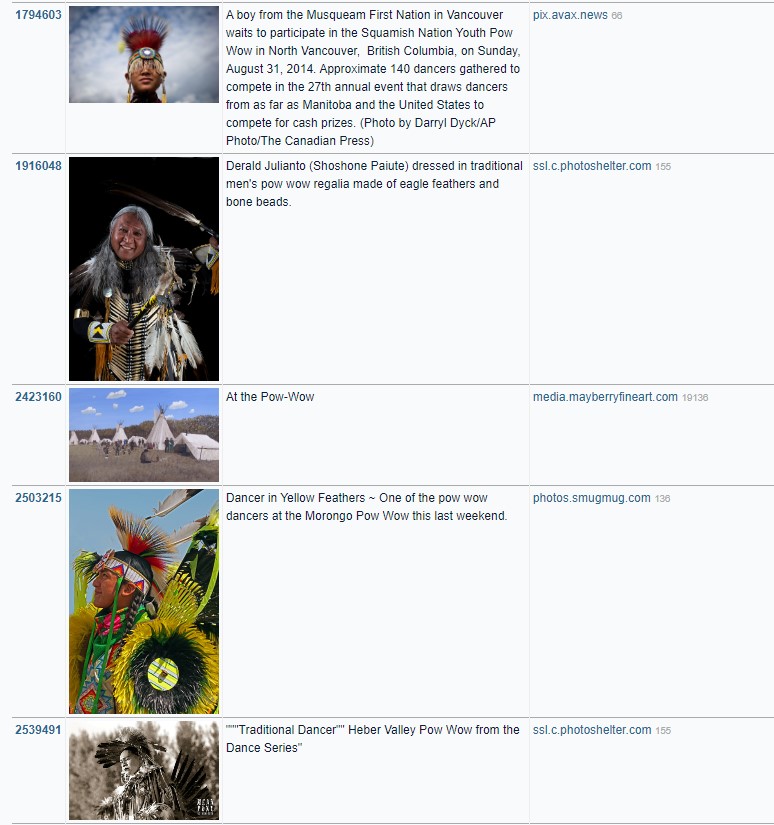 1794603
A boy from the Musqueam First Nation in Vancouver
waits to participate in the Squamish Nation Youth Pow
Wow in North Vancouver,  British Columbia, on Sunday,
August 31, 2014. Approximate 140 dancers gathered to
compete in the 27th annual event that draws dancers
from as far as Manitoba and the United States to
compete for cash prizes. (Photo by Darryl Dyck/AP
Photo/The Canadian Press)
pix.avax.news 66
1916048
Derald Julianto (Shoshone Paiute) dressed in traditional
men's pow wow regalia made of eagle feathers and
bone beads.
ssl.c.photoshelter.com 155
2423160
At the Pow-Wow
media.mayberryfineart.com 19136
2503215
Dancer in Yellow Feathers ~ One of the pow wow
dancers at the Morongo Pow Wow this last weekend.
photos.smugmug.com 136
2539491
""""Traditional Dancer"" Heber Valley Pow Wow from the
Dance Series"
ssl.c.photoshelter.com 155